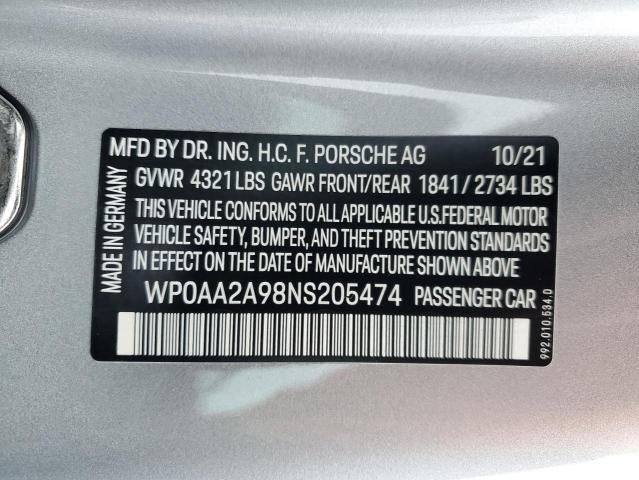 MFD BY DR. ING. H.C. F. PORSCHE AG 10/21
GVWR 4321 LBS GAWR FRONT/REAR 1841 / 2734 LBS
THIS VEHICLE CONFORMS TO ALL APPLICABLE U.S.FEDERAL MOTOR
VEHICLE SAFETY, BUMPER, AND THEFT PREVENTION STANDARDS
IN EFFECT ON THE DATE OF MANUFACTURE SHOWN ABOVE
WP0AA2A98NS205474 PASSENGER CAR
MADE IN GERMANY
992.010.534.0